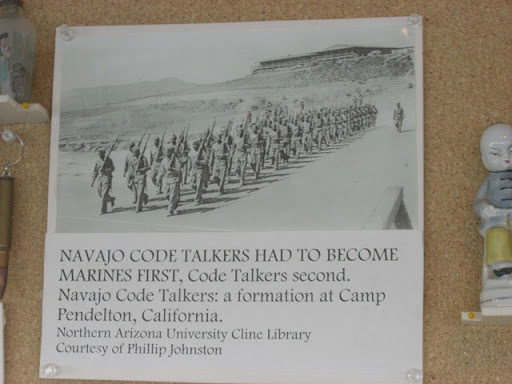 NAVAJO CODE TALKERS HAD TO BECOME
MARINES FIRST, Code Talkers second.
Navajo Code Talkers: a formation at Camp
Pendelton, California.
Northern Arizona University Cline Library
Courtesy of Phillip Johnston